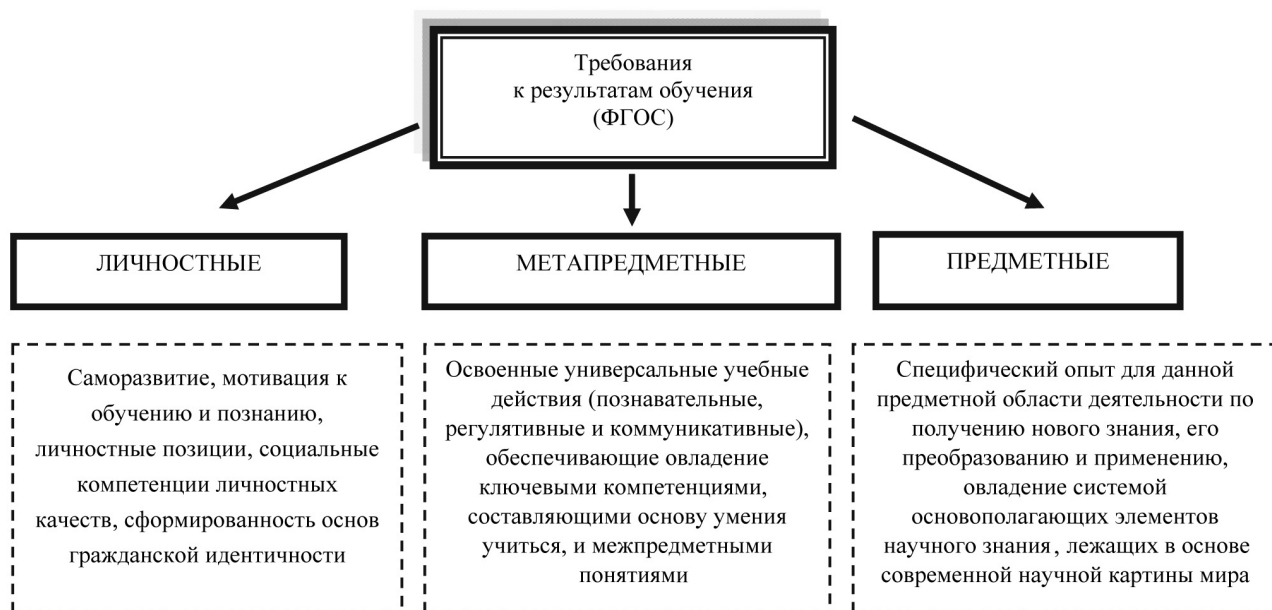 Требования
к результатам обучения
(ФГОС)
ЛИЧНОСТНЫЕ
МЕТАПРЕДМЕТНЫЕ
ПРЕДМЕТНЫЕ
Саморазвитие, мотивация к
обучению и познанию,
личностные позиции, социальные
компетенции личностных
качеств, сформированность основ
гражданской идентичности
Освоенные универсальные учебные
действия (познавательные,
регулятивные и коммуникативные),
обеспечивающие овладение
ключевыми компетенциями,
составляющими основу умения
учиться, и межпредметными
понятиями
Специфический опыт для данной
предметной области деятельности по
получению нового знания, его
преобразованию и применению,
овладение системой
основополагающих элементов
научного знания, лежащих в основе
современной научной картины мира